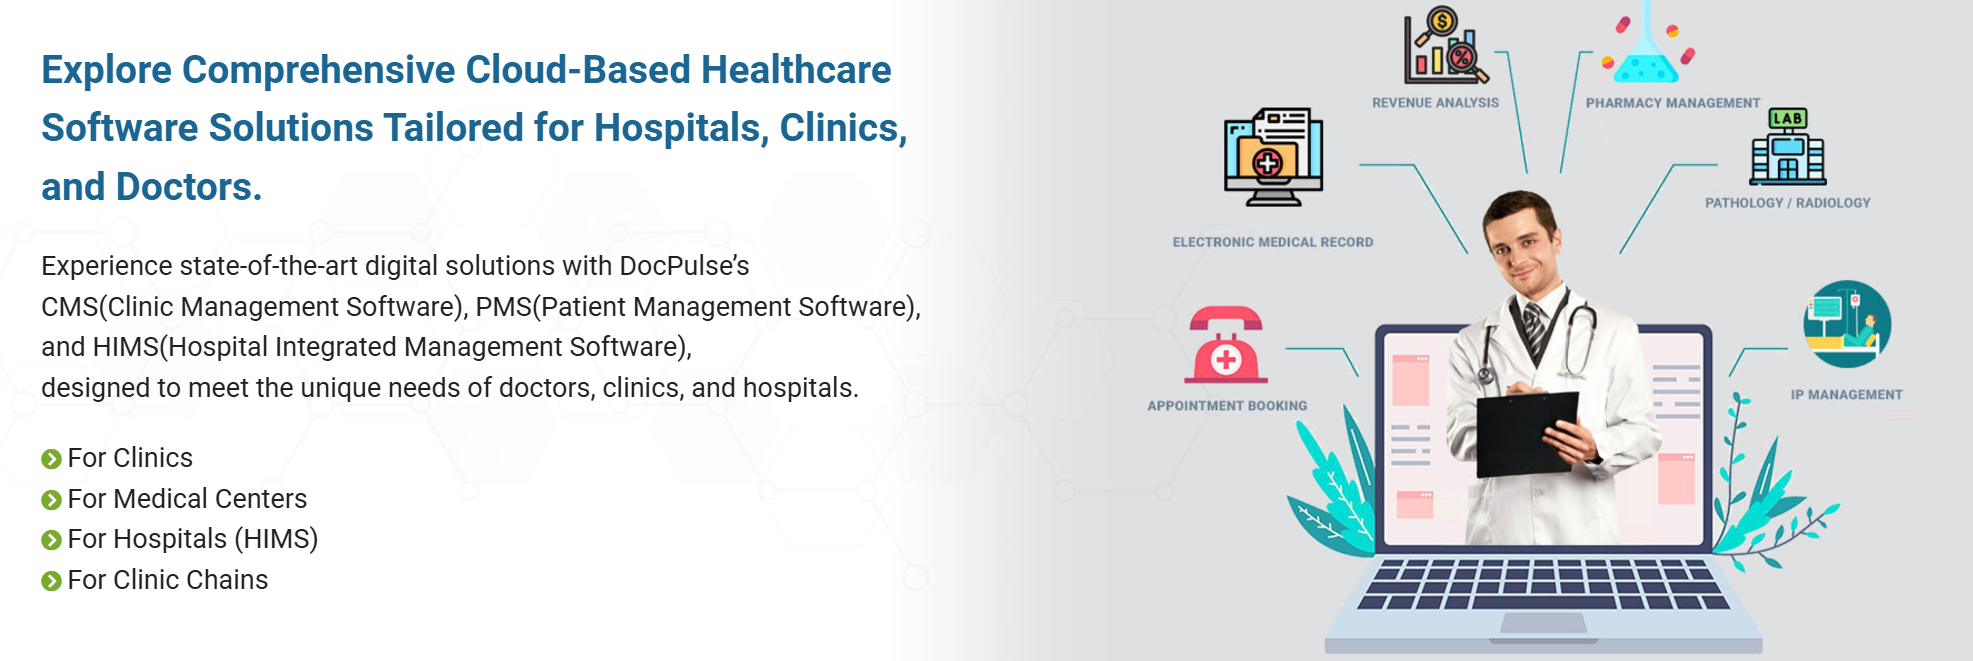 Explore Comprehensive Cloud-Based Healthcare
Software Solutions Tailored for Hospitals, Clinics,
and Doctors.
Experience state-of-the-art digital solutions with DocPulse’s
CMS(Clinic Management Software), PMS(Patient Management Software),
and HIMS(Hospital Integrated Management Software),
designed to meet the unique needs of doctors, clinics, and hospitals.
For Clinics
For Medical Centers
For Hospitals (HIMS)
For Clinic Chains
REVENUE ANALYSIS
PHARMACY MANAGEMENT
LAB
PATHOLOGY / RADIOLOGY
ELECTRONIC MEDICAL RECORD
IP MANAGEMENT
APPOINTMENT BOOKING